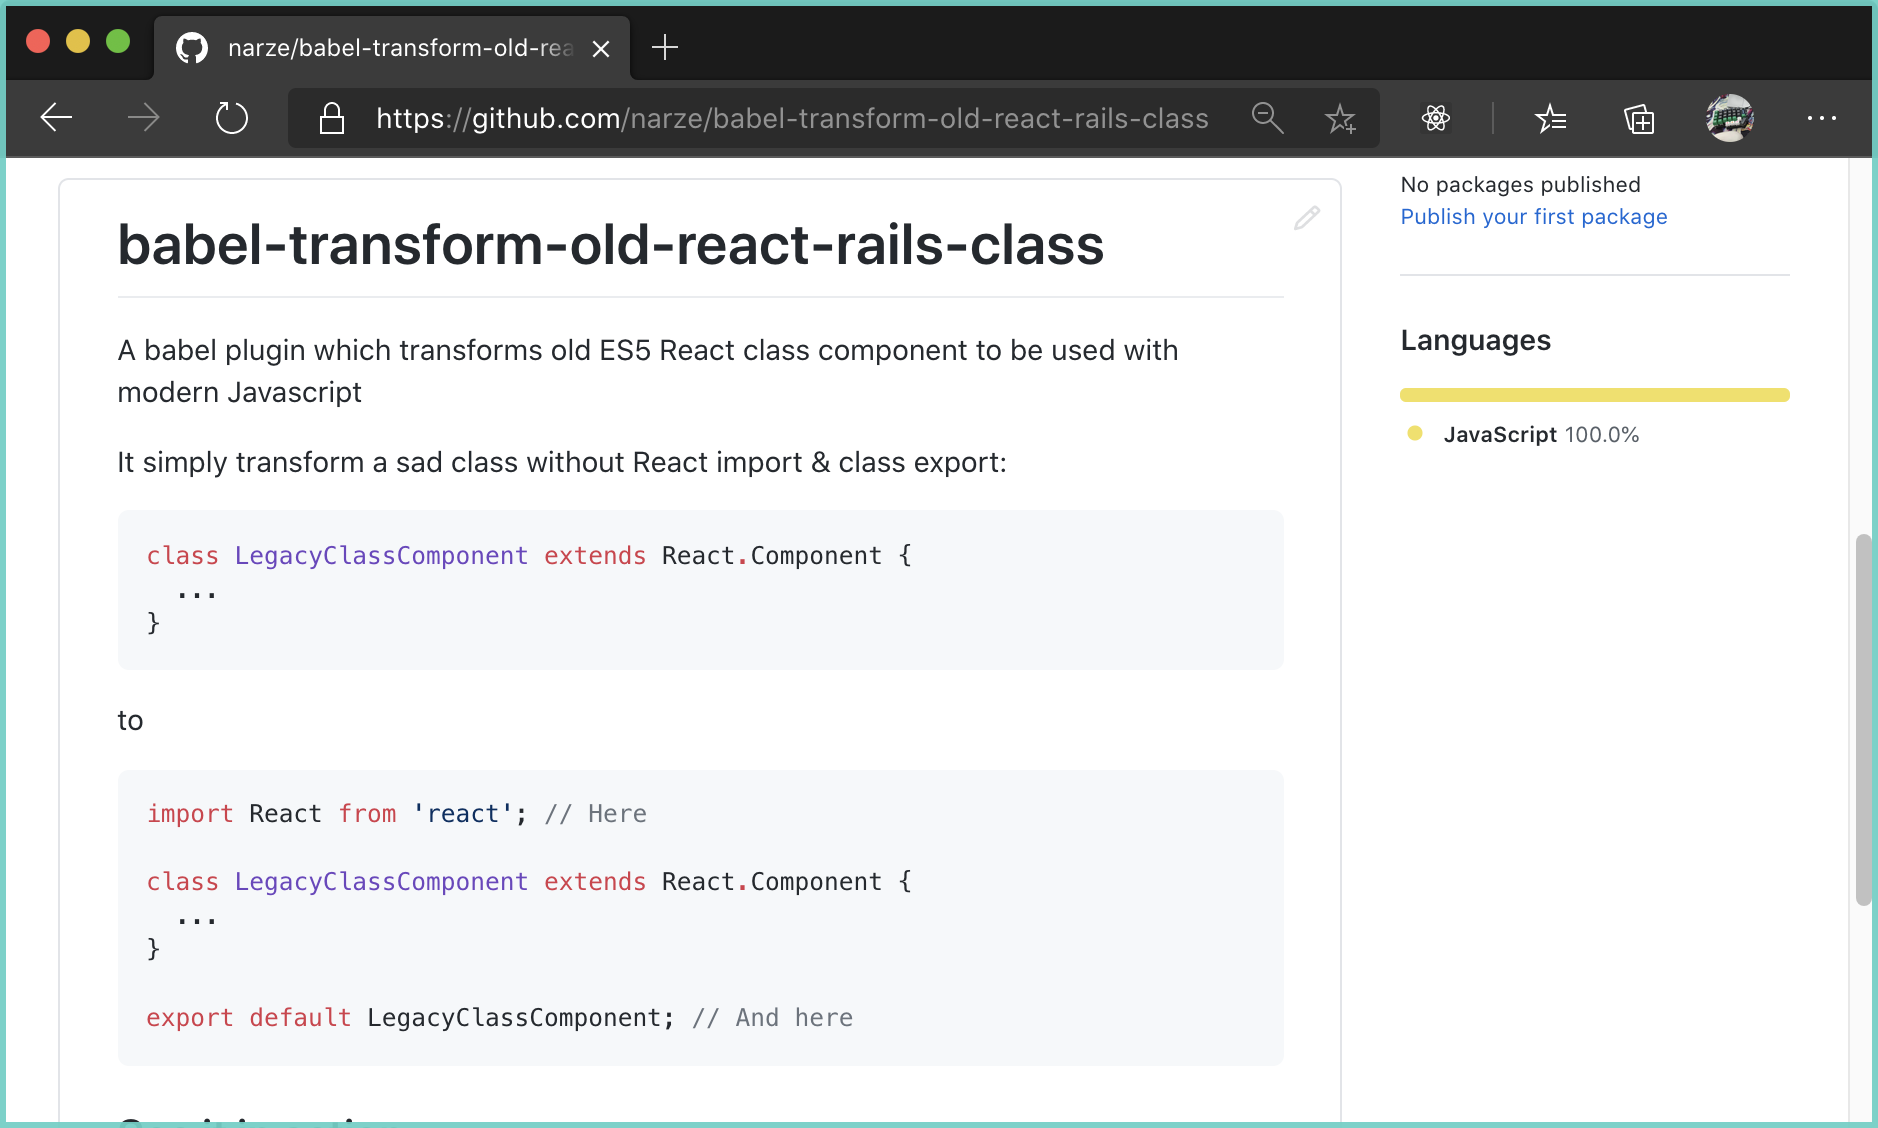 narze/babel-transform-old-rea
https://github.com/narze/babel-transform-old-react-rails-class
No packages published
Publish your first package
Languages
JavaScript 100.0%
babel-transform-old-react-rails-class
A babel plugin which transforms old ES5 React class component to be used with
modern Javascript
It simply transform a sad class without React import & class export:
class LegacyClassComponent extends React.Component {
  ...
}
to
import React from 'react'; // Here
class LegacyClassComponent extends React.Component {
  ...
}
export default LegacyClassComponent; // And here